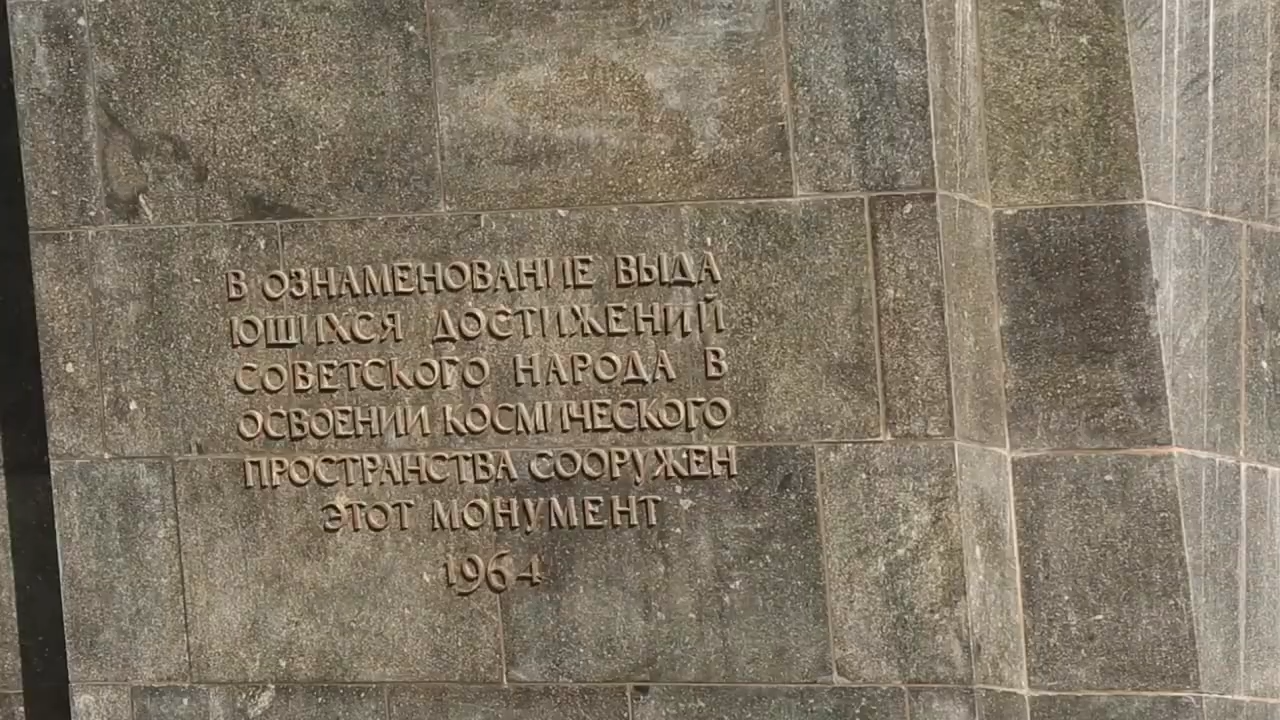 В ОЗНАМЕНОВАНИЕ ВЫДА
ЮЩИХСЯ ДОСТИЖЕНИЙ
СОВЕТСКОГО НАРОДА В
ОСВОЕНИИ КОСМИЧЕСКОГО
ПРОСТРАНСТВА СООРУЖЕН
ЭТОТ МОНУМЕНТ
1964